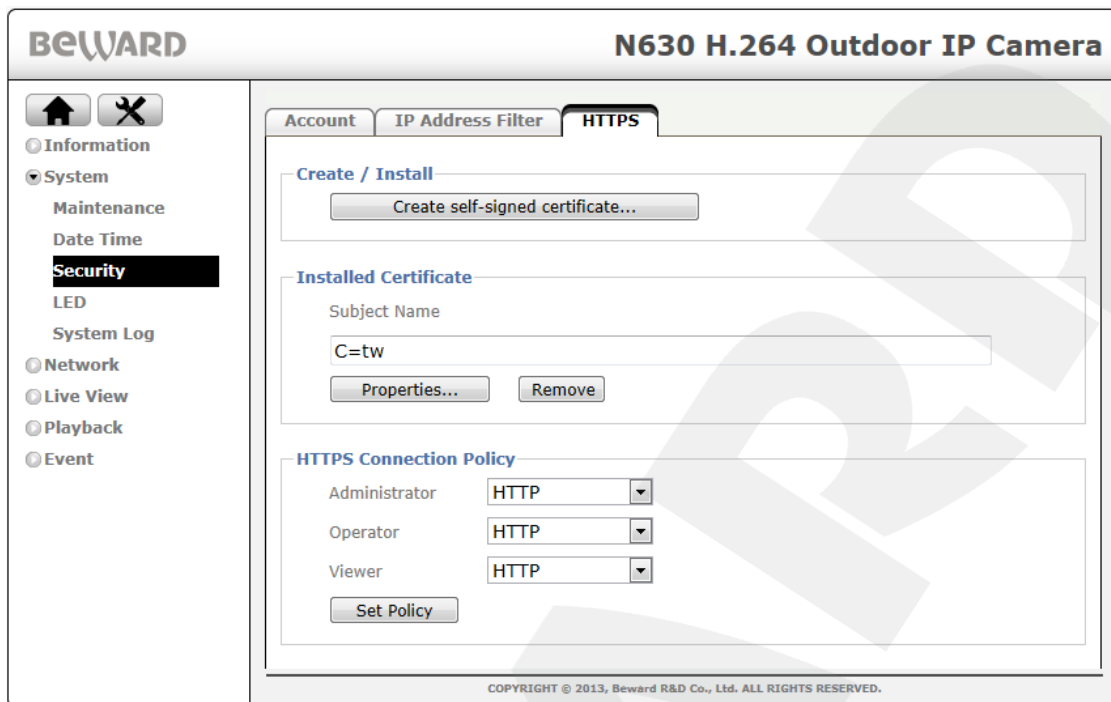 BEWARD
N630 H.264 Outdoor IP Camera
Information
System
Maintenance
Date Time
Security
LED
System Log
Network
Live View
Playback
Event
Account IP Address Filter HTTPS
Create / Install
Create self-signed certificate...
Installed Certificate
Subject Name
C=tw
Properties... Remove
HTTPS Connection Policy
Administrator HTTP
Operator HTTP
Viewer HTTP
Set Policy
COPYRIGHT © 2013, Beward R&D Co., Ltd. ALL RIGHTS RESERVED.